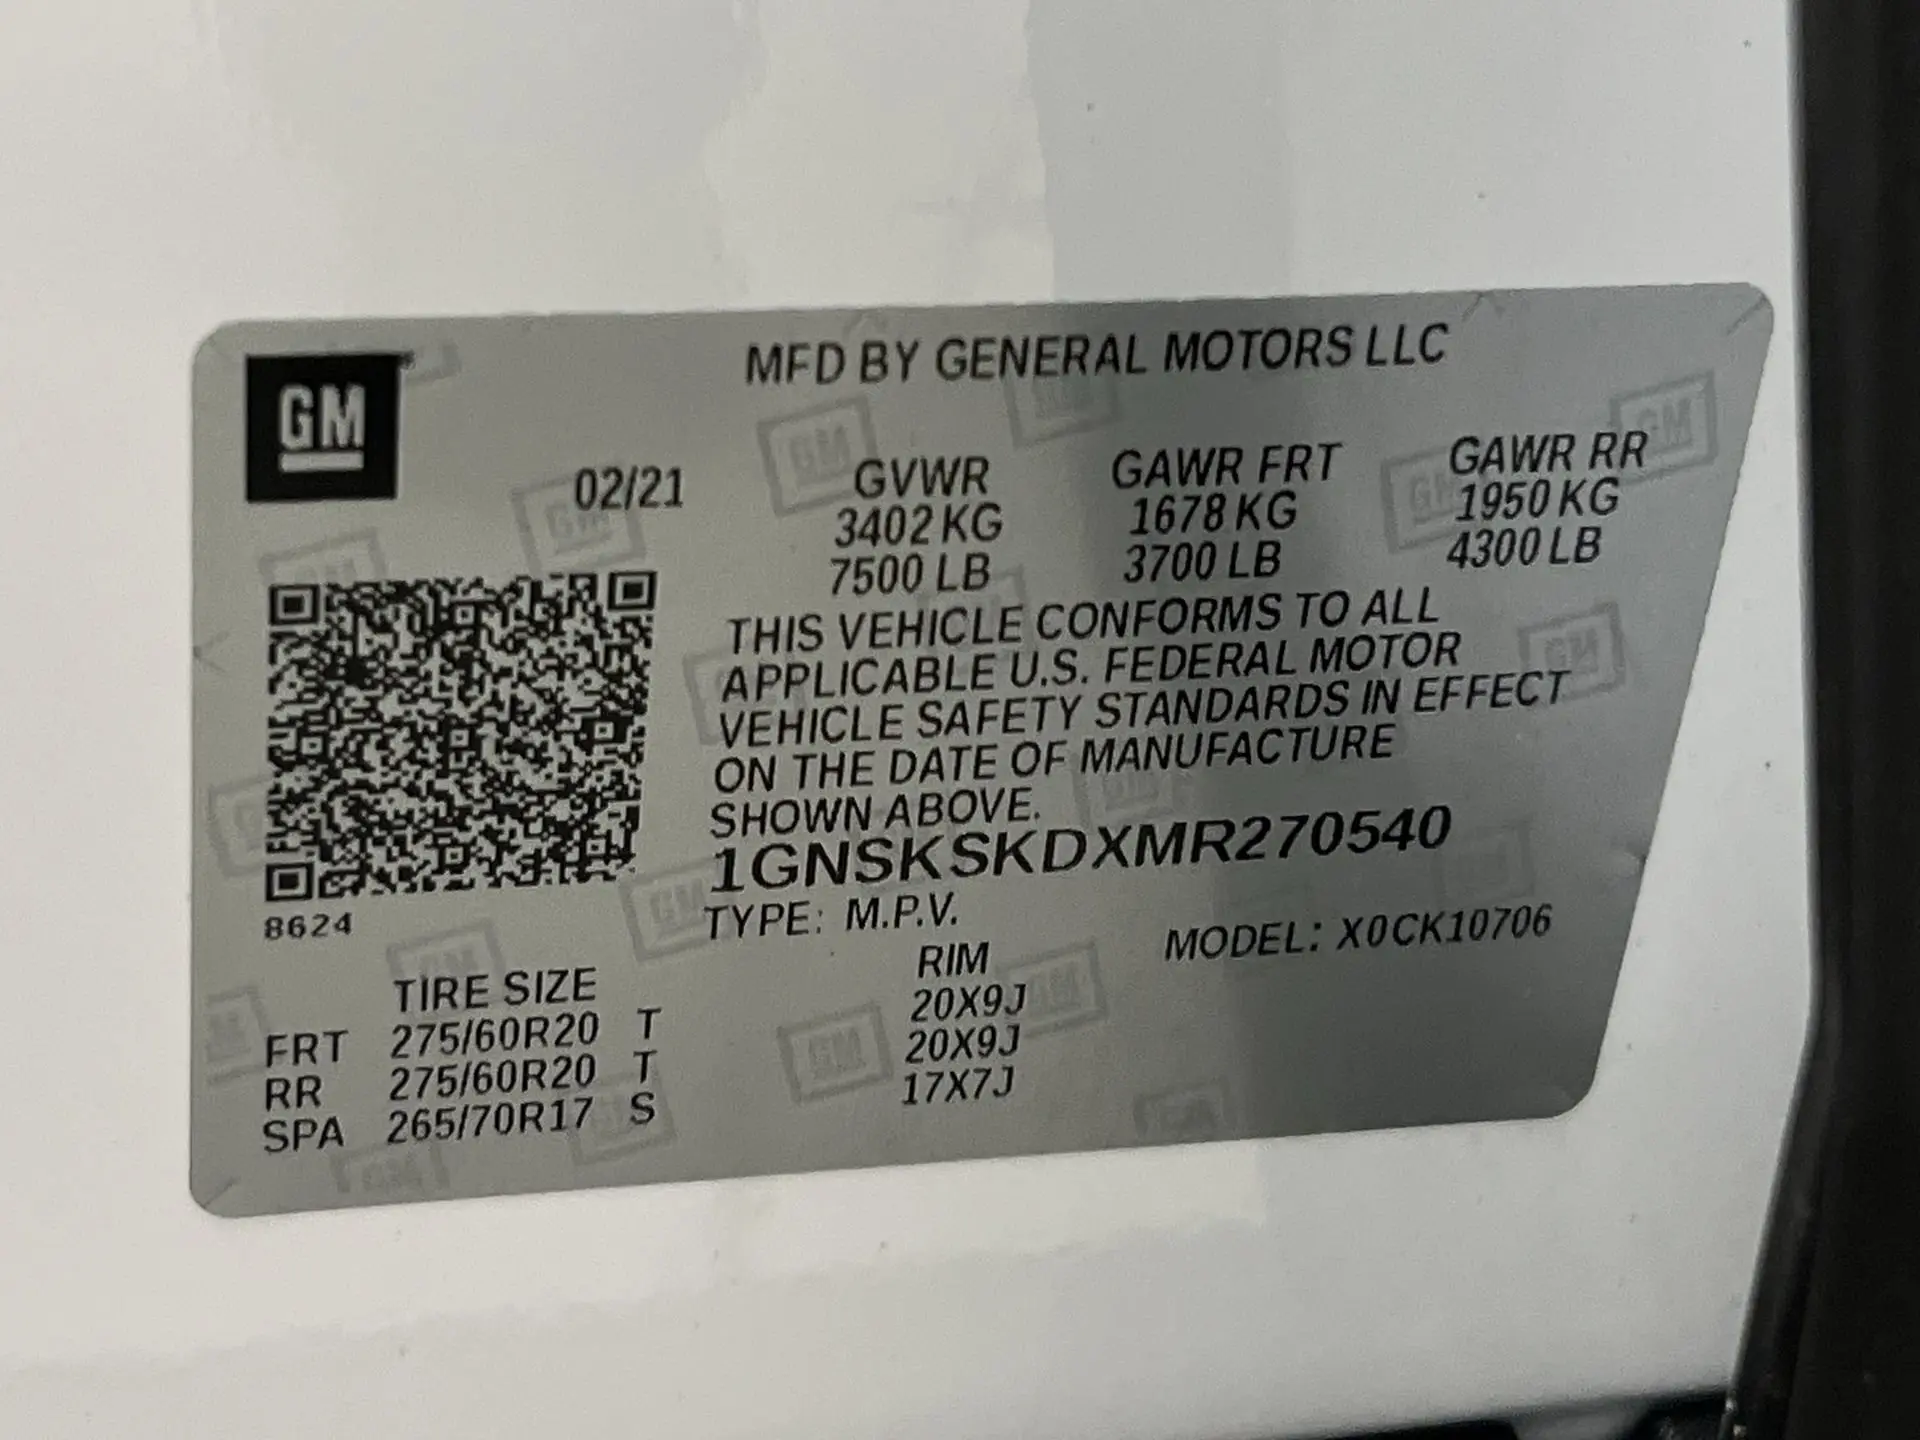 GM
MFD BY GENERAL MOTORS LLC
02/21
GVWR GAWR FRT GAWR RR
3402 KG 1678 KG 1950 KG
7500 LB 3700 LB 4300 LB
THIS VEHICLE CONFORMS TO ALL
APPLICABLE U.S. FEDERAL MOTOR
VEHICLE SAFETY STANDARDS IN EFFECT
ON THE DATE OF MANUFACTURE
SHOWN ABOVE.
1GNSKSKDXMR270540
8624
TYPE: M.P.V. MODEL: X0CK10706
TIRE SIZE RIM
FRT 275/60R20 T 20X9J
RR 275/60R20 T 20X9J
SPA 265/70R17 S 17X7J